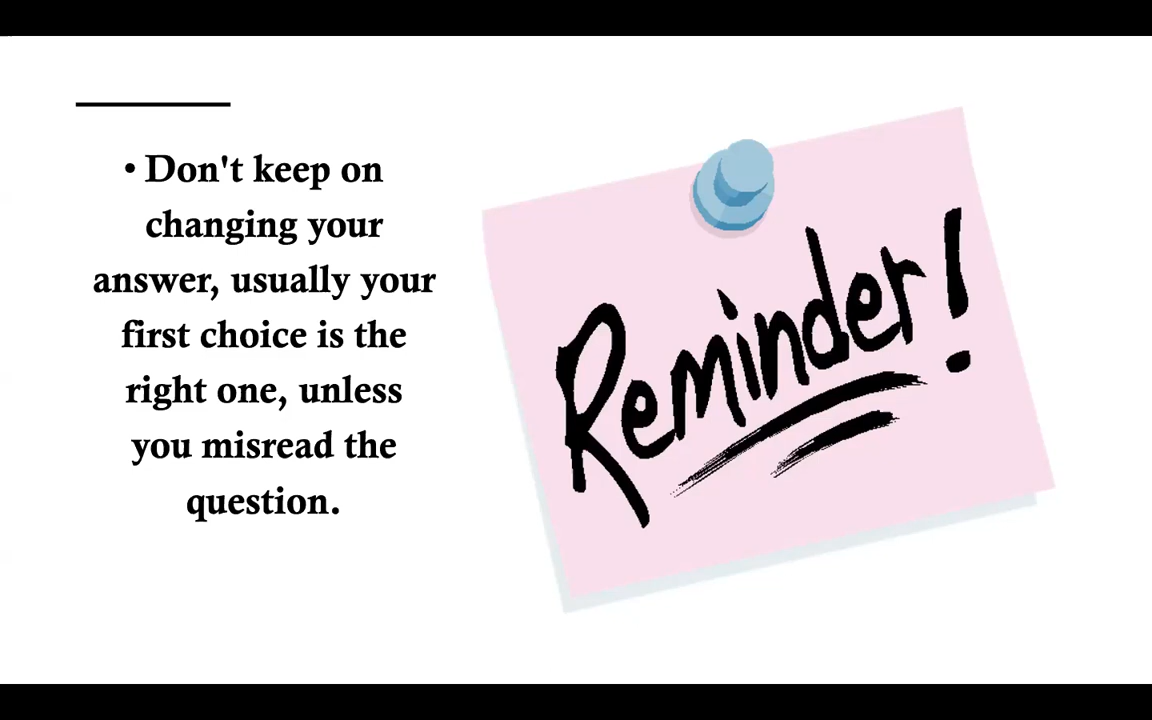 • Don't keep on
changing your
answer, usually your
first choice is the
right one, unless
you misread the
question.
Reminder!